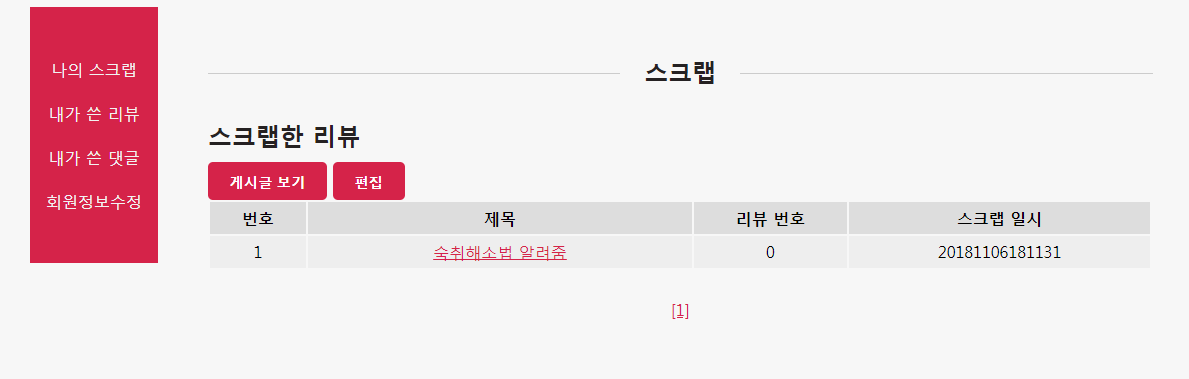 나의 스크랩
내가 쓴 리뷰
내가 쓴 댓글
회원정보수정
스크랩
스크랩한 리뷰
게시글 보기 편집
번호 제목 리뷰 번호 스크랩 일시
1 숙취해소법 알려줌 0 20181106181131
[1]